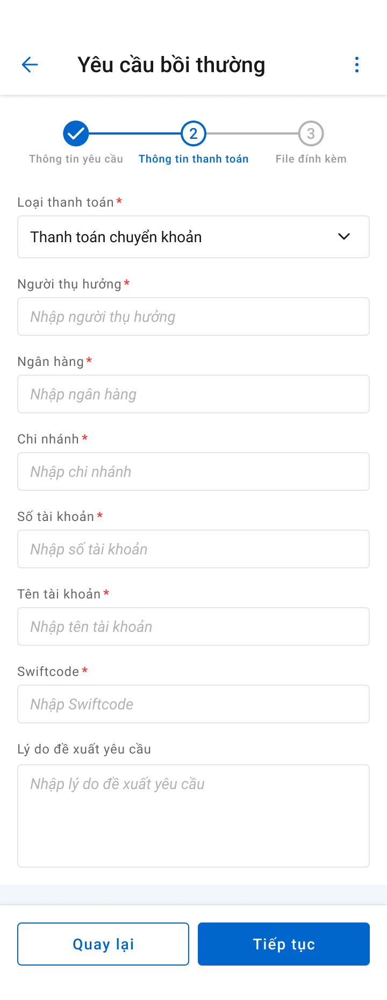 Yêu cầu bồi thường
2
3
Thông tin yêu cầu
Thông tin thanh toán
File đính kèm
Loại thanh toán*
Thanh toán chuyển khoản
Người thụ hưởng*
Nhập người thụ hưởng
Ngân hàng*
Nhập ngân hàng
Chi nhánh*
Nhập chi nhánh
Số tài khoản*
Nhập số tài khoản
Tên tài khoản*
Nhập tên tài khoản
Swiftcode*
Nhập Swiftcode
Lý do đề xuất yêu cầu
Nhập lý do đề xuất yêu cầu
Quay lại
Tiếp tục